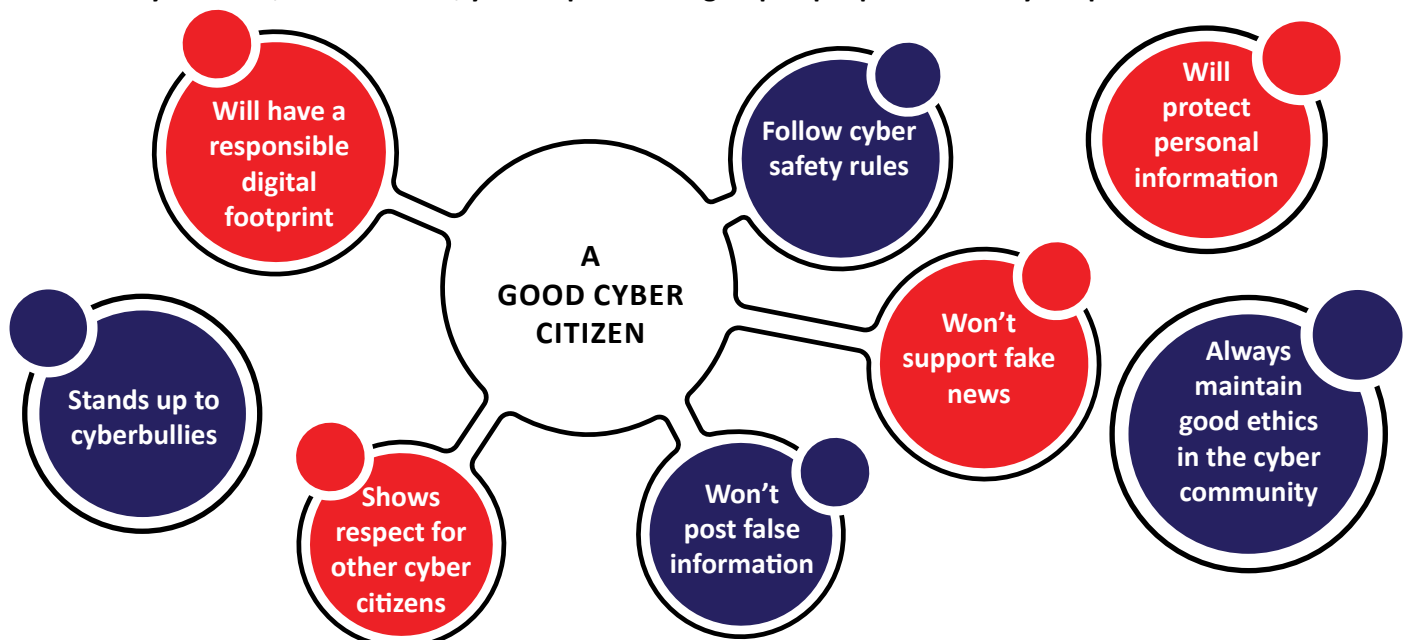 Will have a
responsible
digital
footprint
Follow cyber
safety rules
Will
protect
personal
information
A
GOOD CYBER
CITIZEN
Won't
support fake
news
Always
maintain
good ethics
in the cyber
community
Stands up to
cyberbullies
Shows
respect for
other cyber
citizens
Won't
post false
information